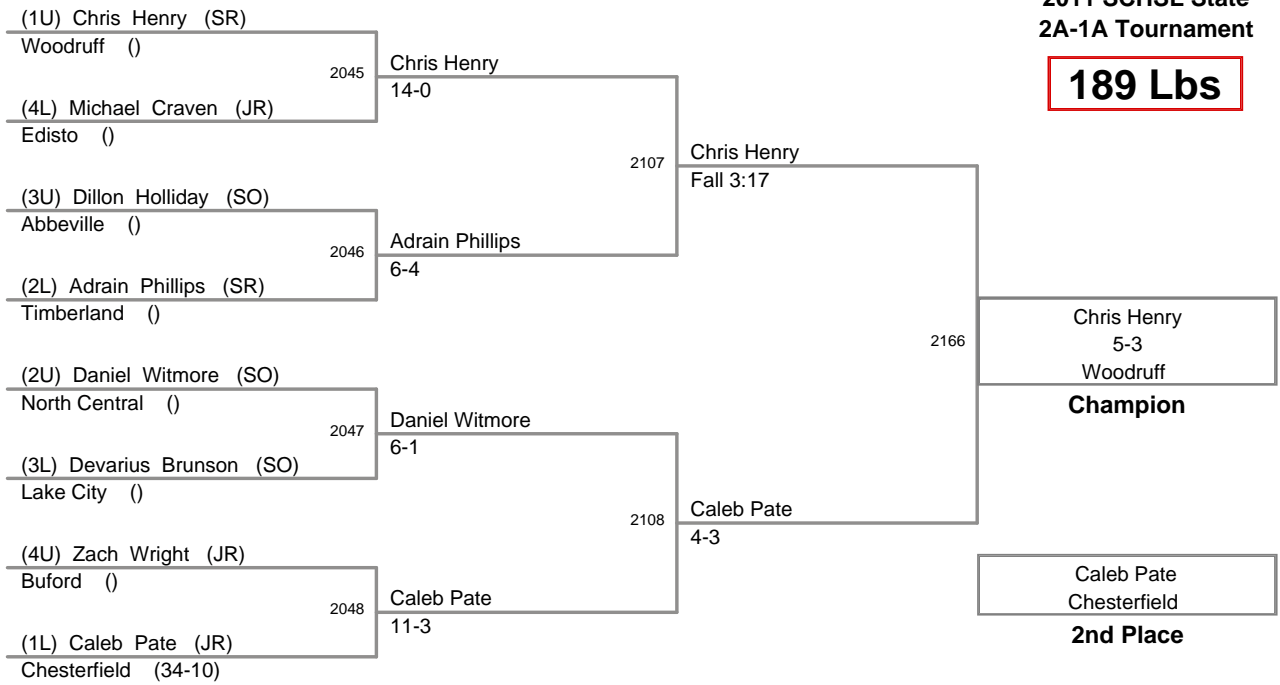 2011 SCHSL State
2A-1A Tournament
189 Lbs
(1U) Chris Henry (SR)
Woodruff ()
2045
Chris Henry
14-0
(4L) Michael Craven (JR)
Edisto ()
2107
Chris Henry
Fall 3:17
(3U) Dillon Holliday (SO)
Abbeville ()
2046
Adrain Phillips
6-4
(2L) Adrain Phillips (SR)
Timberland ()
2166
Chris Henry
5-3
Woodruff
Champion
(2U) Daniel Witmore (SO)
North Central ()
2047
Daniel Witmore
6-1
(3L) Devarius Brunson (SO)
Lake City ()
2108
Caleb Pate
4-3
(4U) Zach Wright (JR)
Buford ()
2048
Caleb Pate
11-3
(1L) Caleb Pate (JR)
Chesterfield (34-10)
Caleb Pate
Chesterfield
2nd Place